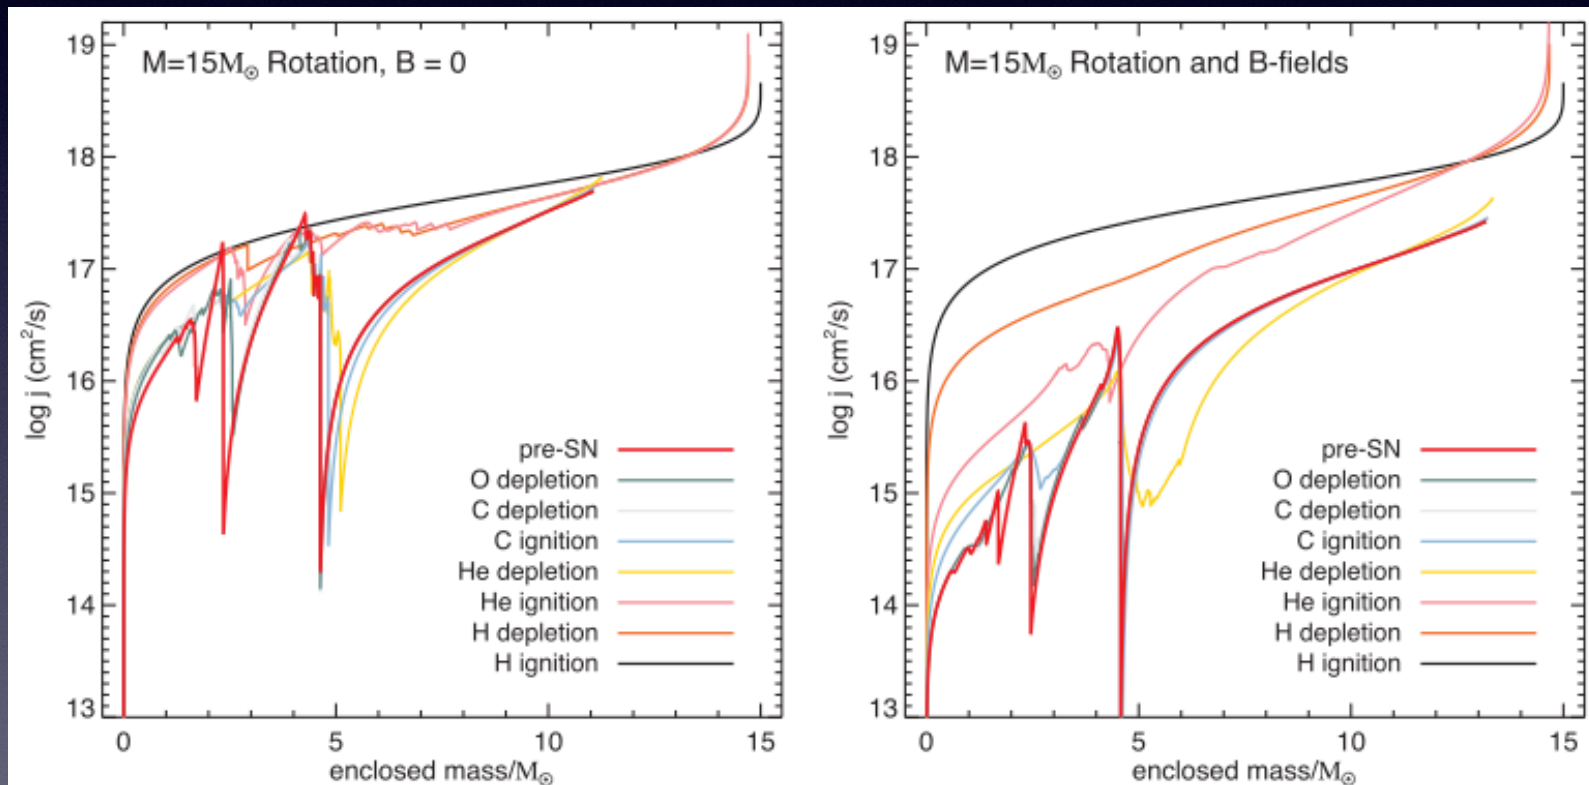 M=15M☉ Rotation, B = 0
19
18
17
16
15
14
13
log j (cm²/s)
pre-SN
O depletion
C depletion
C ignition
He depletion
He ignition
H depletion
H ignition
0 5 10 15
enclosed mass/M☉
M=15M☉ Rotation and B-fields
19
18
17
16
15
14
13
log j (cm²/s)
pre-SN
O depletion
C depletion
C ignition
He depletion
He ignition
H depletion
H ignition
0 5 10 15
enclosed mass/M☉